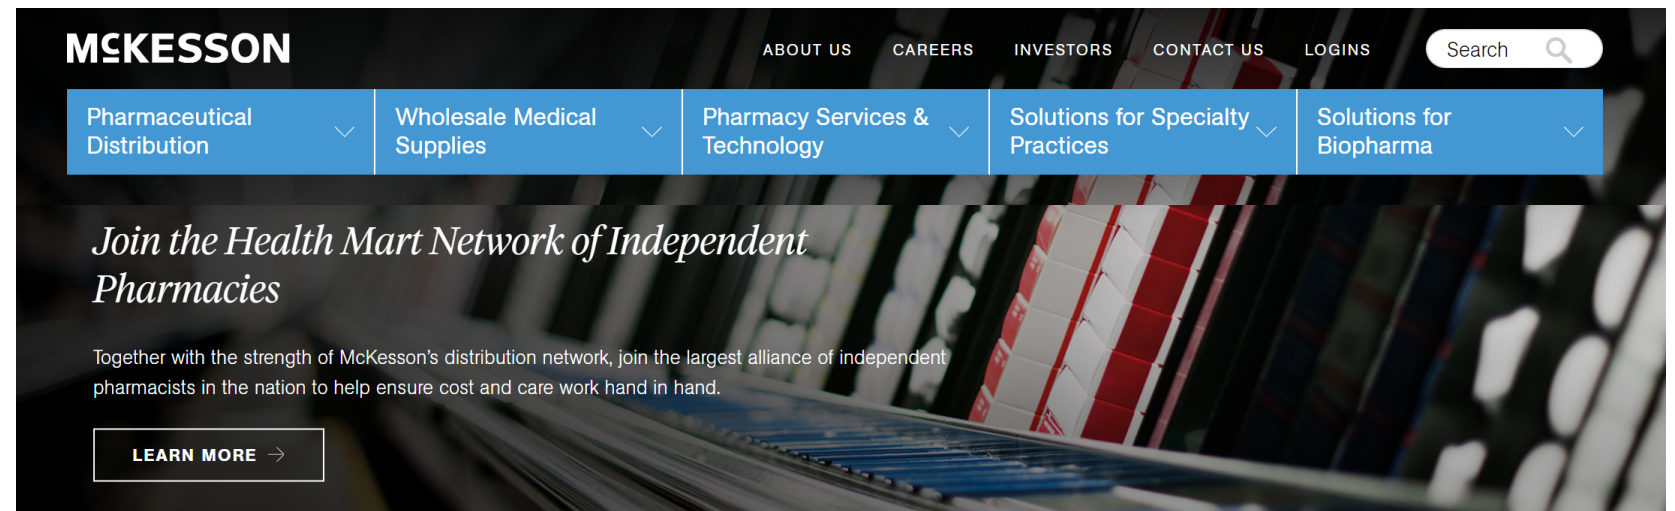 McKESSON
ABOUT US CAREERS INVESTORS CONTACT US LOGINS Search
Pharmaceutical Distribution
Wholesale Medical Supplies
Pharmacy Services & Technology
Solutions for Specialty Practices
Solutions for Biopharma
Join the Health Mart Network of Independent
Pharmacies
Together with the strength of McKesson's distribution network, join the largest alliance of independent
pharmacists in the nation to help ensure cost and care work hand in hand.
LEARN MORE →